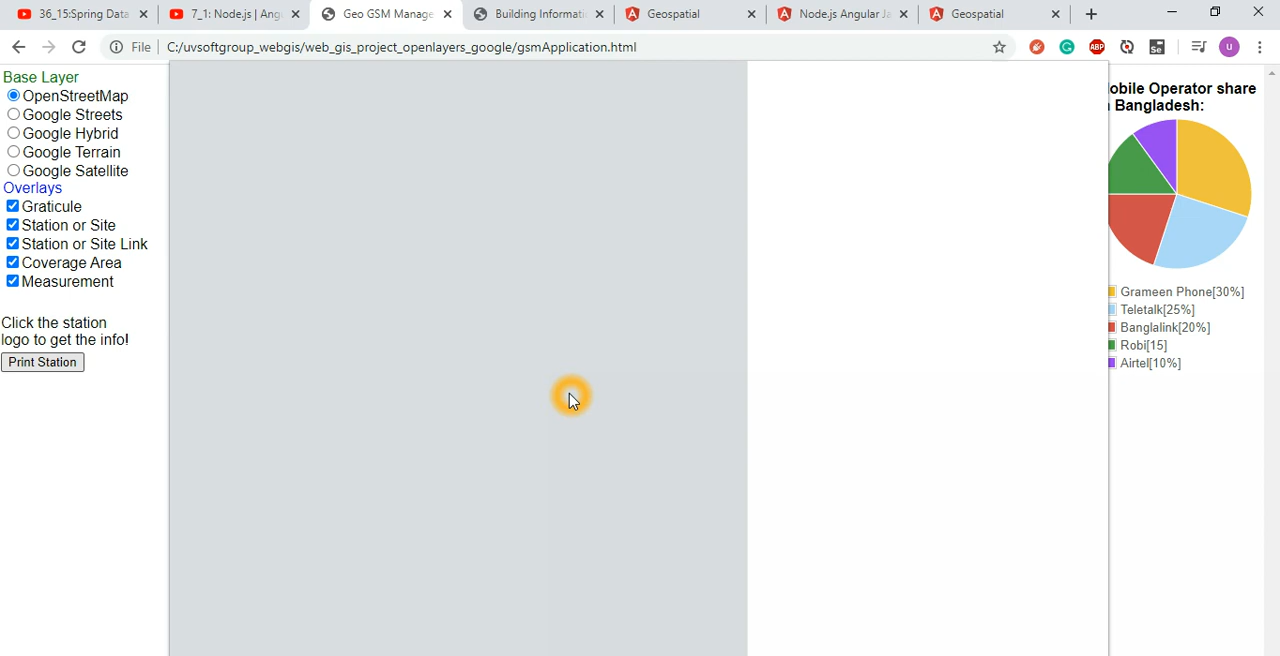 36_15:Spring Data
7_1: Node.js | Ang
Geo GSM Manage
Building Informati
Geospatial
Node.js Angular Ja
Geospatial
File
C:/uvsoftgroup_webgis/web_gis_project_openlayers_google/gsmApplication.html
ABP
Se
U
Base Layer
OpenStreetMap
Google Streets
Google Hybrid
Google Terrain
Google Satellite
Overlays
Graticule
Station or Site
Station or Site Link
Coverage Area
Measurement
Click the station
logo to get the info!
Print Station
obile Operator share
Bangladesh:
Grameen Phone[30%]
Teletalk[25%]
Banglalink[20%]
Robi[15]
Airtel[10%]